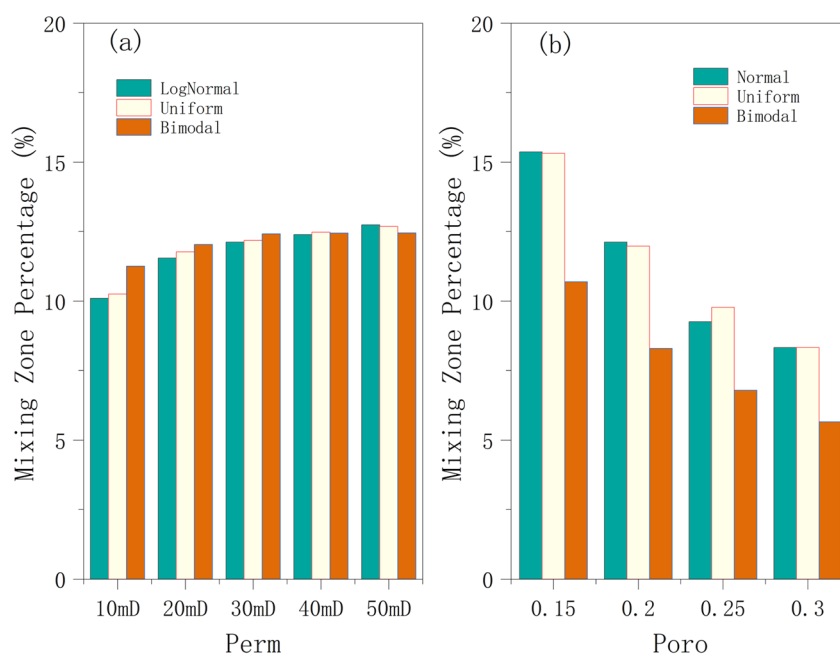 (a)
LogNormal
Uniform
Bimodal
Mixing Zone Percentage (%)
20
15
10
5
0
10mD 20mD 30mD 40mD 50mD
Perm
(b)
Normal
Uniform
Bimodal
Mixing Zone Percentage (%)
20
15
10
5
0
0.15 0.2 0.25 0.3
Poro